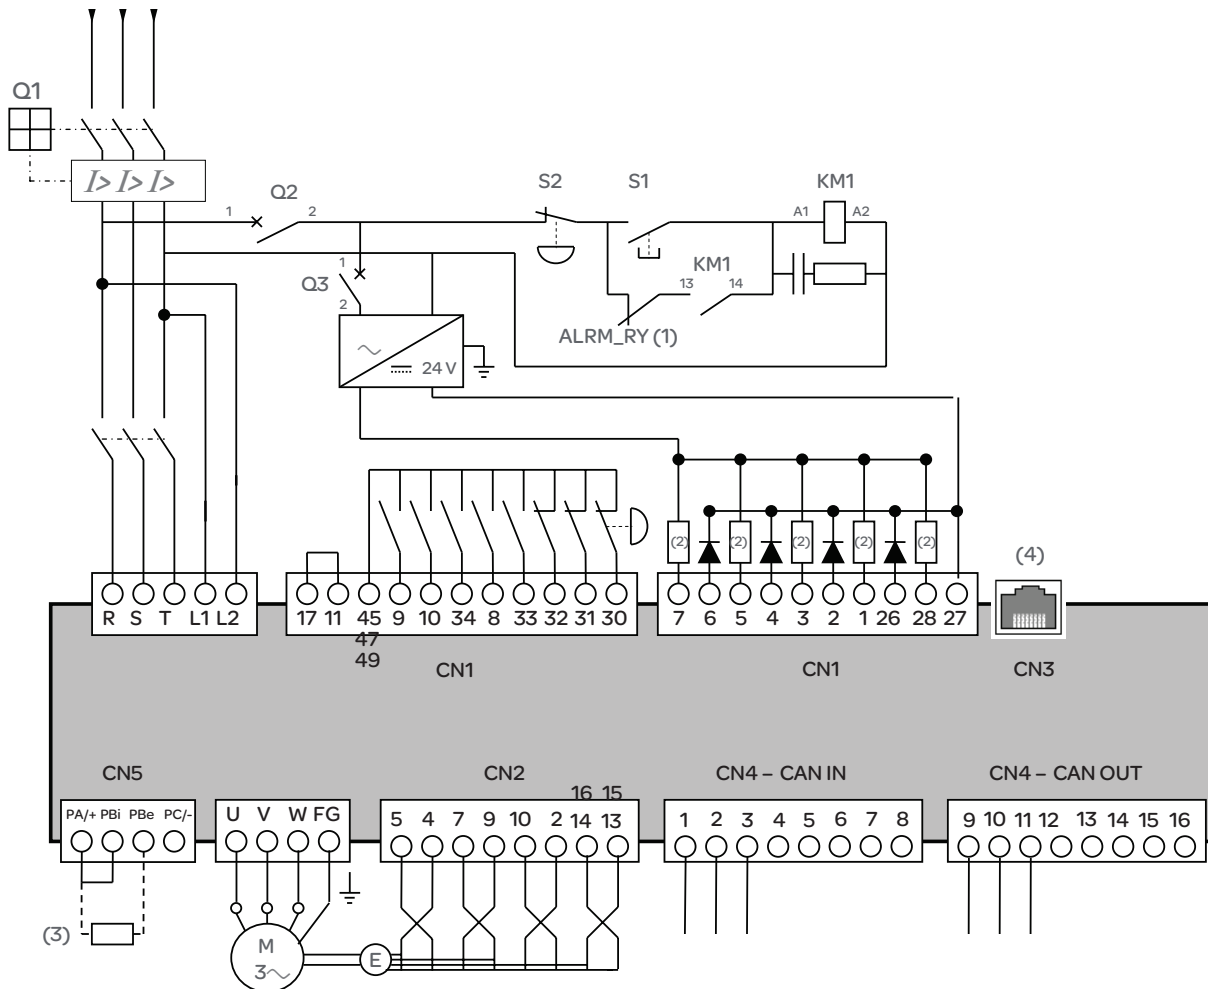 Q1
I> I> I>
Q2
1
2
S2
S1
KM1
A1
A2
KM1
13
14
ALRM_RY (1)
Q3
1
2
24 V
(2) (2) (2) (2) (2)
(4)
R S T L1 L2
17 11 45 9 10 34 8 33 32 31 30
47
49
7 6 5 4 3 2 1 26 28 27
CN1
CN1
CN3
CN5
CN2
CN4 – CAN IN
CN4 – CAN OUT
PA/+ PBi PBe PC/-
U V W FG
16 15
5 4 7 9 10 2 14 13
1 2 3 4 5 6 7 8
9 10 11 12 13 14 15 16
(3)
M
3~
E